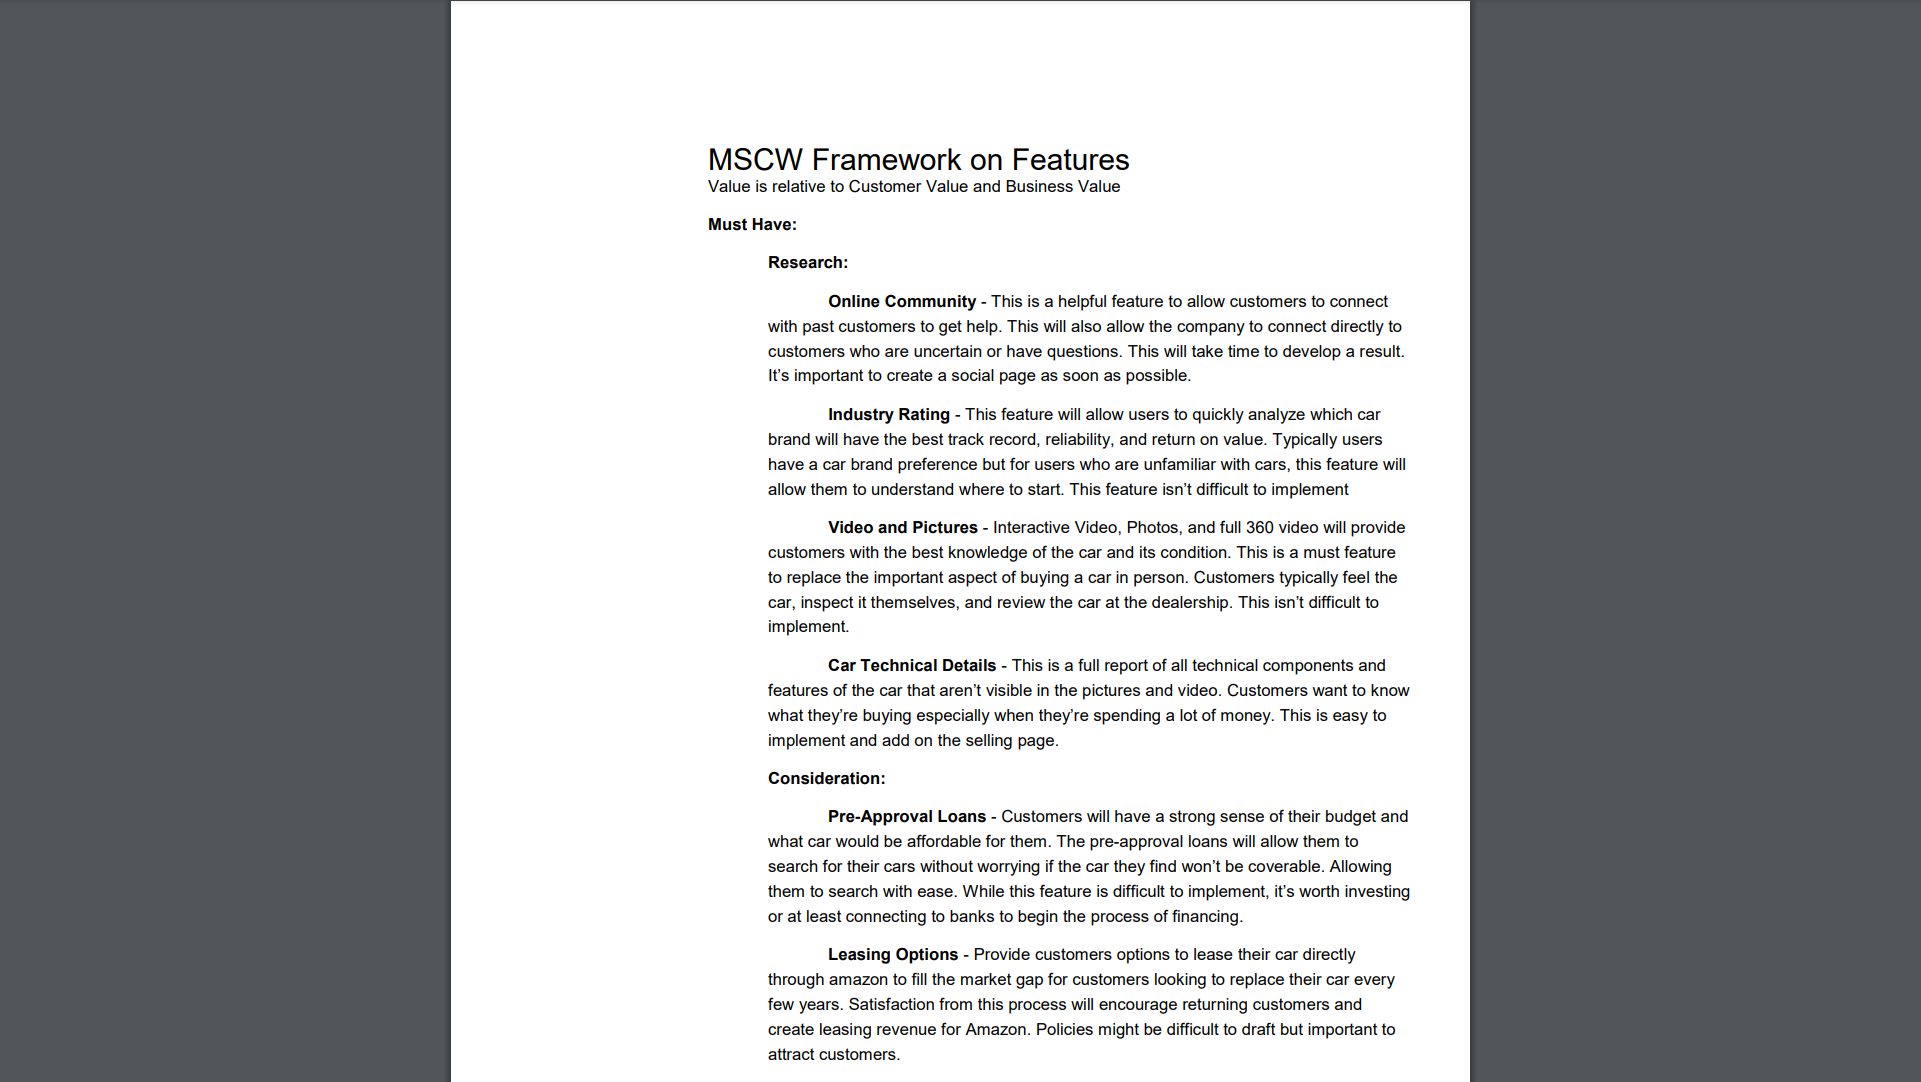 MSCW Framework on Features
Value is relative to Customer Value and Business Value
Must Have:
Research:
Online Community - This is a helpful feature to allow customers to connect
with past customers to get help. This will also allow the company to connect directly to
customers who are uncertain or have questions. This will take time to develop a result.
It’s important to create a social page as soon as possible.
Industry Rating - This feature will allow users to quickly analyze which car
brand will have the best track record, reliability, and return on value. Typically users
have a car brand preference but for users who are unfamiliar with cars, this feature will
allow them to understand where to start. This feature isn’t difficult to implement
Video and Pictures - Interactive Video, Photos, and full 360 video will provide
customers with the best knowledge of the car and its condition. This is a must feature
to replace the important aspect of buying a car in person. Customers typically feel the
car, inspect it themselves, and review the car at the dealership. This isn’t difficult to
implement.
Car Technical Details - This is a full report of all technical components and
features of the car that aren’t visible in the pictures and video. Customers want to know
what they’re buying especially when they’re spending a lot of money. This is easy to
implement and add on the selling page.
Consideration:
Pre-Approval Loans - Customers will have a strong sense of their budget and
what car would be affordable for them. The pre-approval loans will allow them to
search for their cars without worrying if the car they find won’t be coverable. Allowing
them to search with ease. While this feature is difficult to implement, it’s worth investing
or at least connecting to banks to begin the process of financing.
Leasing Options - Provide customers options to lease their car directly
through amazon to fill the market gap for customers looking to replace their car every
few years. Satisfaction from this process will encourage returning customers and
create leasing revenue for Amazon. Policies might be difficult to draft but important to
attract customers.